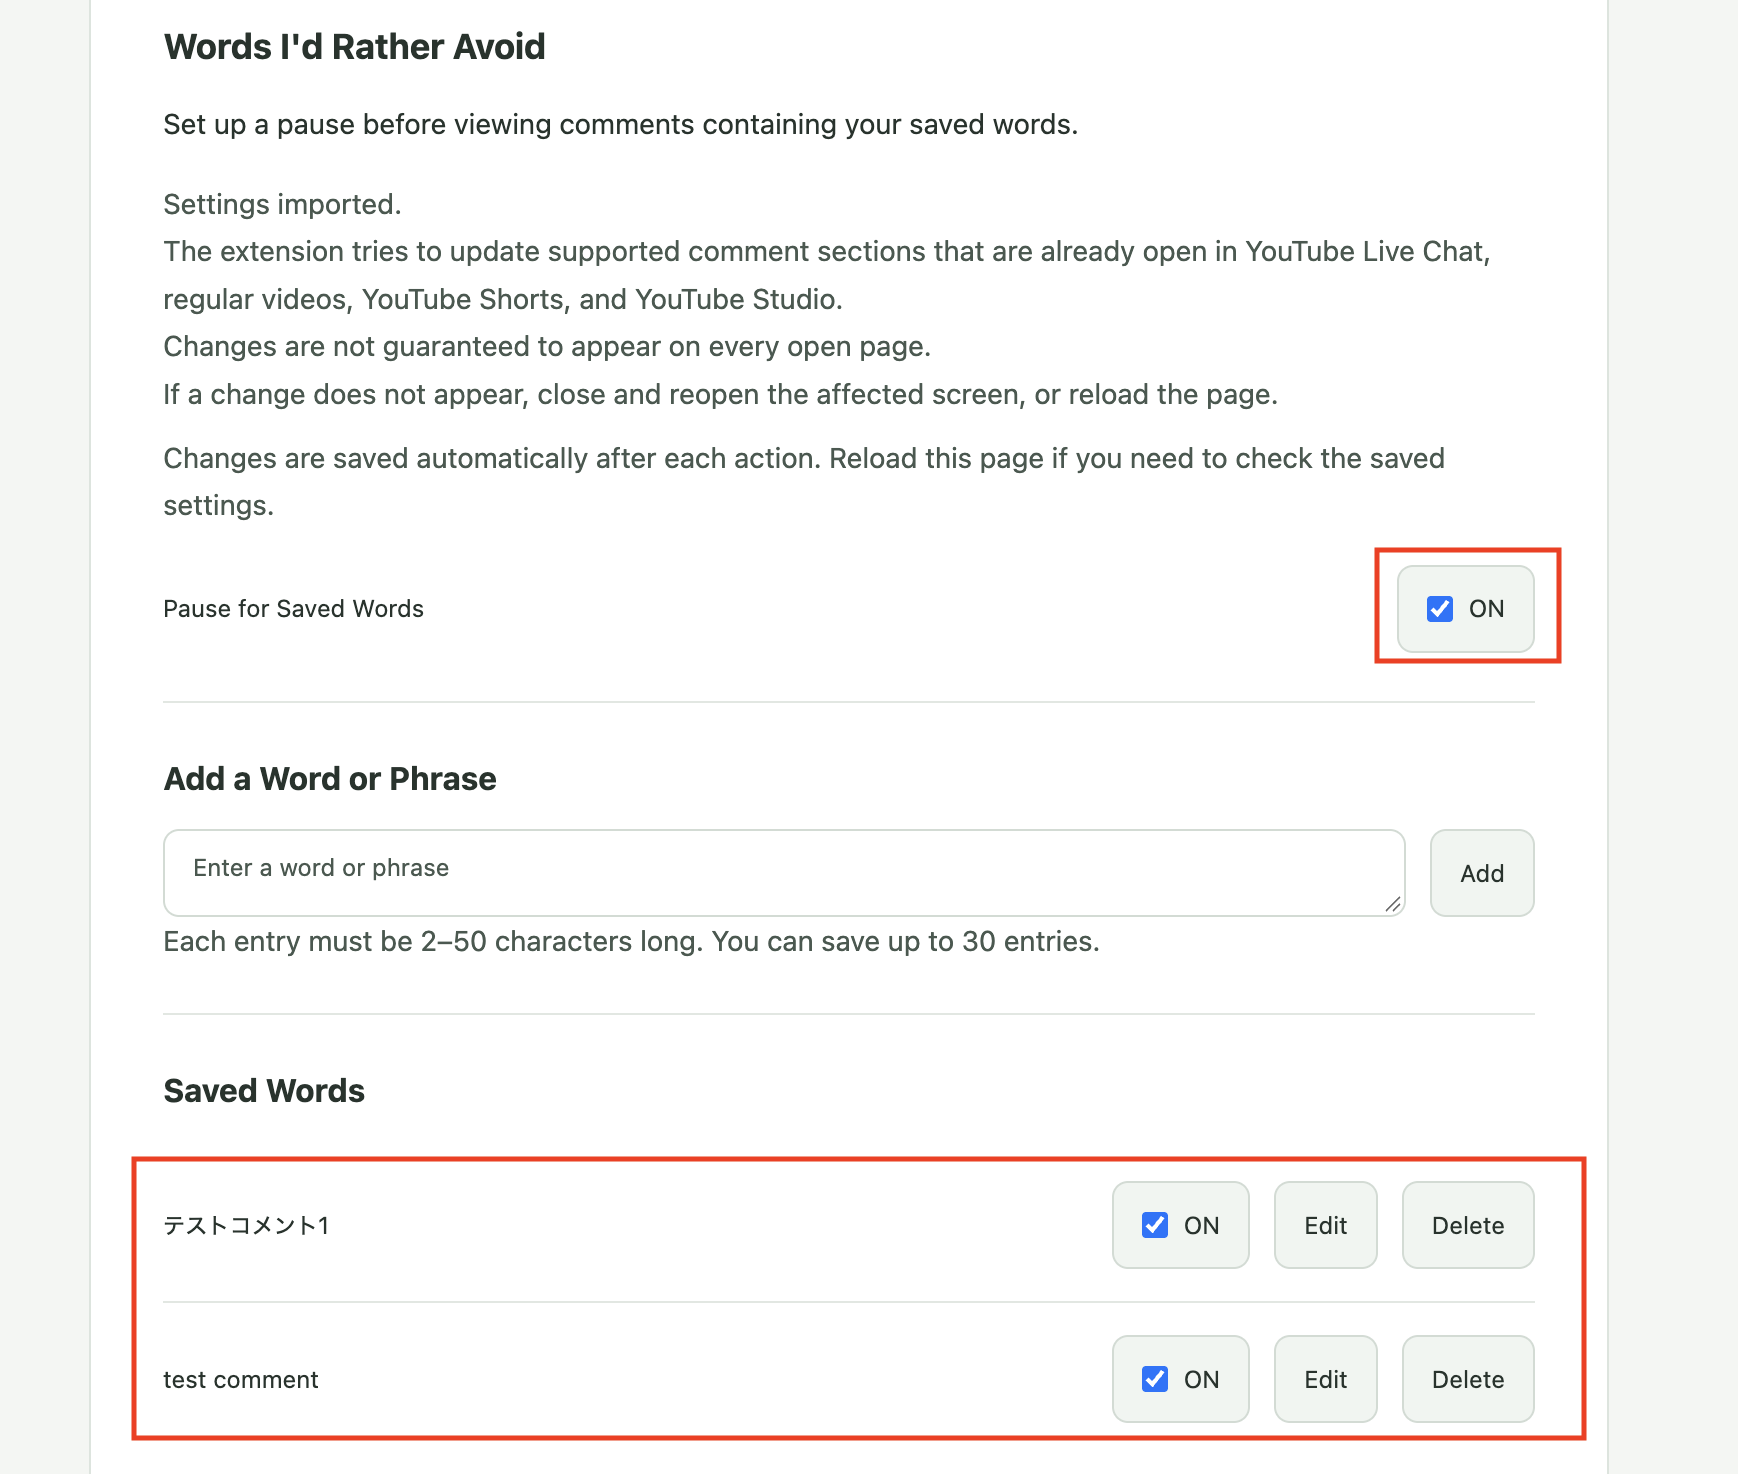 Words I'd Rather Avoid
Set up a pause before viewing comments containing your saved words.
Settings imported.
The extension tries to update supported comment sections that are already open in YouTube Live Chat,
regular videos, YouTube Shorts, and YouTube Studio.
Changes are not guaranteed to appear on every open page.
If a change does not appear, close and reopen the affected screen, or reload the page.
Changes are saved automatically after each action. Reload this page if you need to check the saved
settings.
Pause for Saved Words ON
Add a Word or Phrase
Enter a word or phrase Add
Each entry must be 2–50 characters long. You can save up to 30 entries.
Saved Words
テストコメント1 ON Edit Delete
test comment ON Edit Delete